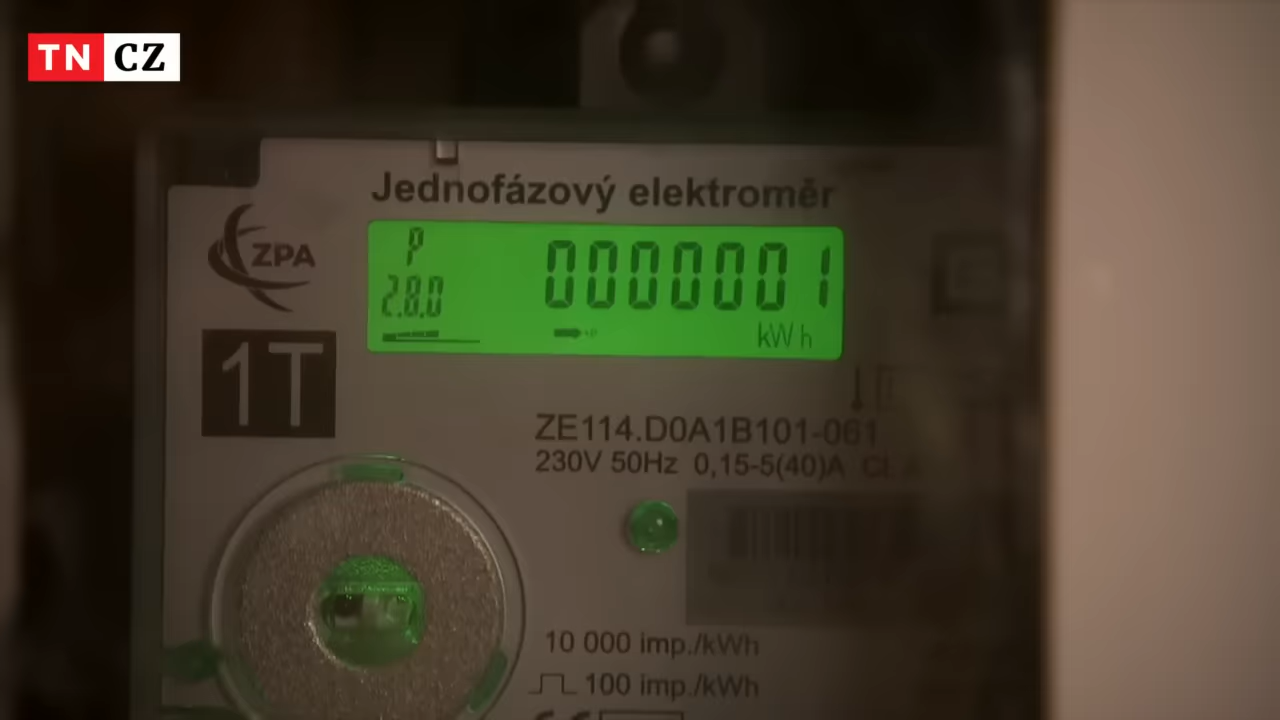 TN CZ
Jednofázový elektroměr
ZPA
P
2.8.0
0000001
kWh
1T
ZE114.D0A1B101-061
230V 50Hz 0,15-5(40)A Cl.
10 000 imp./kWh
100 imp./kWh